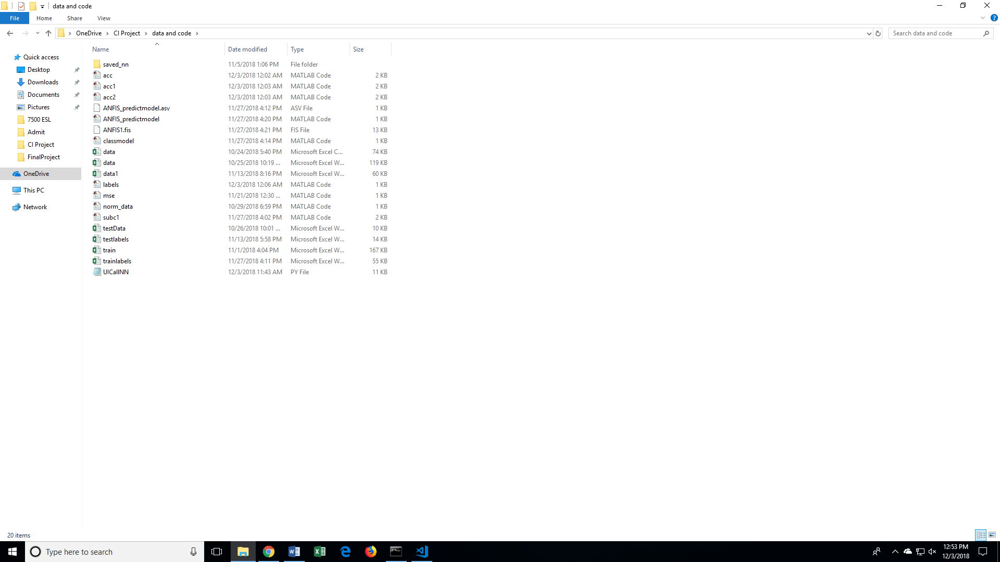 data and code
File Home Share View
OneDrive CI Project data and code
Search data and code
Name Date modified Type Size
Quick access
Desktop
Downloads
Documents
Pictures
7500 ESL
Admit
CI Project
FinalProject
OneDrive
This PC
Network
saved_nn 11/5/2018 1:06 PM File folder
acc 12/3/2018 12:02 AM MATLAB Code 2 KB
acc1 12/3/2018 12:03 AM MATLAB Code 2 KB
acc2 12/3/2018 12:03 AM MATLAB Code 2 KB
ANFIS_predictmodel.asv 11/27/2018 4:12 PM ASV File 1 KB
ANFIS_predictmodel 11/27/2018 4:20 PM MATLAB Code 1 KB
ANFIS1.fis 11/27/2018 4:21 PM FIS File 13 KB
classmodel 11/27/2018 4:14 PM MATLAB Code 1 KB
data 10/24/2018 5:40 PM Microsoft Excel C... 74 KB
data 10/25/2018 10:19 ... Microsoft Excel W... 119 KB
data1 11/13/2018 8:16 PM Microsoft Excel W... 60 KB
labels 12/3/2018 12:06 AM MATLAB Code 1 KB
mse 11/21/2018 12:30 ... MATLAB Code 1 KB
norm_data 10/29/2018 6:59 PM MATLAB Code 1 KB
subc1 11/27/2018 4:02 PM MATLAB Code 2 KB
testData 10/26/2018 10:01 ... Microsoft Excel W... 10 KB
testlabels 11/13/2018 5:58 PM Microsoft Excel W... 14 KB
train 11/1/2018 4:04 PM Microsoft Excel W... 167 KB
trainlabels 11/27/2018 4:11 PM Microsoft Excel W... 55 KB
UICallNN 12/3/2018 11:43 AM PY File 11 KB
20 items
Type here to search
12:53 PM
12/3/2018